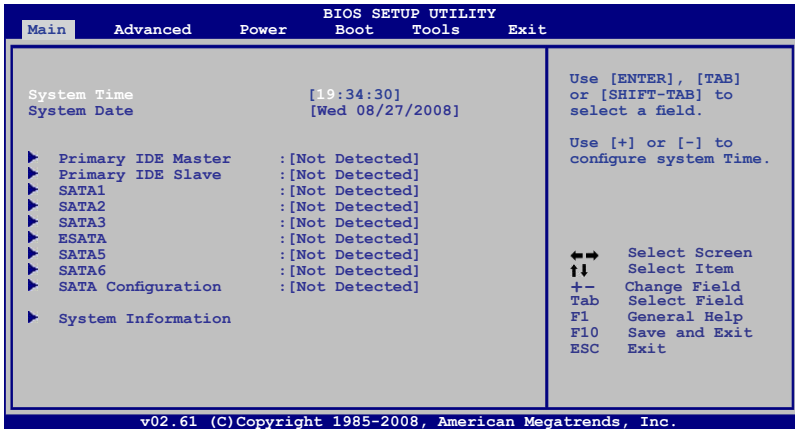 BIOS SETUP UTILITY
Main Advanced Power Boot Tools Exit
System Time [19:34:30]
System Date [Wed 08/27/2008]
Primary IDE Master :[Not Detected]
Primary IDE Slave :[Not Detected]
SATA1 :[Not Detected]
SATA2 :[Not Detected]
SATA3 :[Not Detected]
ESATA :[Not Detected]
SATA5 :[Not Detected]
SATA6 :[Not Detected]
SATA Configuration :[Not Detected]
System Information
Use [ENTER], [TAB]
or [SHIFT-TAB] to
select a field.
Use [+] or [-] to
configure system Time.
←→ Select Screen
↑↓ Select Item
+- Change Field
Tab Select Field
F1 General Help
F10 Save and Exit
ESC Exit
v02.61 (C)Copyright 1985-2008, American Megatrends, Inc.